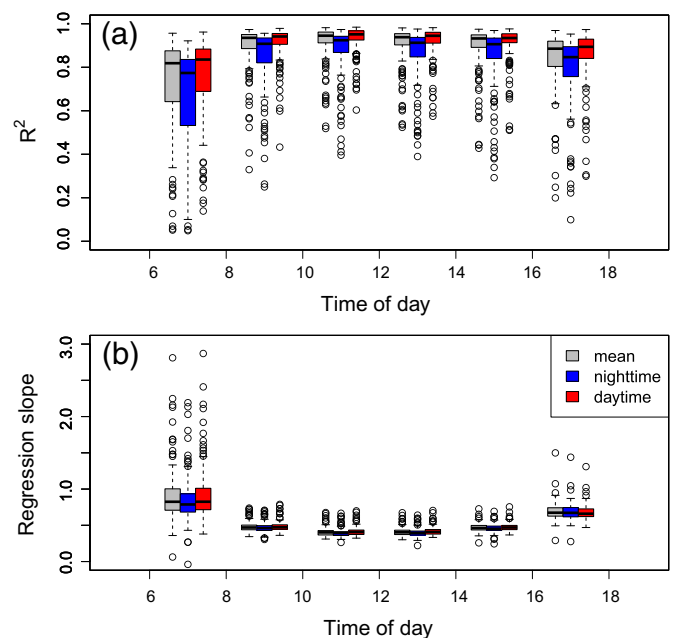 (a)
1.0
0.8
0.6
0.4
0.2
0.0
R²
6 8 10 12 14 16 18
Time of day
(b)
mean
nighttime
daytime
3.0
2.0
1.0
0.0
Regression slope
6 8 10 12 14 16 18
Time of day